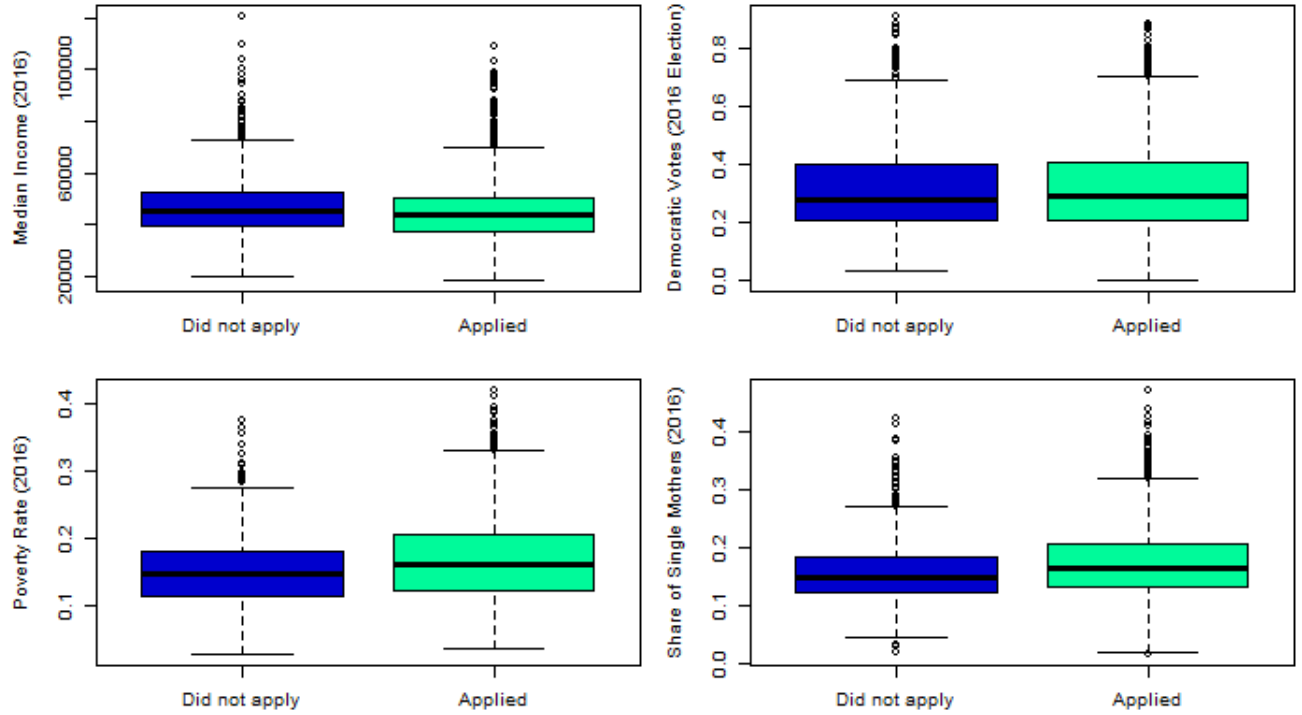 Median Income (2016)
100000
60000
20000
Did not apply
Applied
Democratic Votes (2016 Election)
0.8
0.6
0.4
0.2
0.0
Did not apply
Applied
Poverty Rate (2016)
0.4
0.3
0.2
0.1
Did not apply
Applied
Share of Single Mothers (2016)
0.4
0.3
0.2
0.1
0.0
Did not apply
Applied